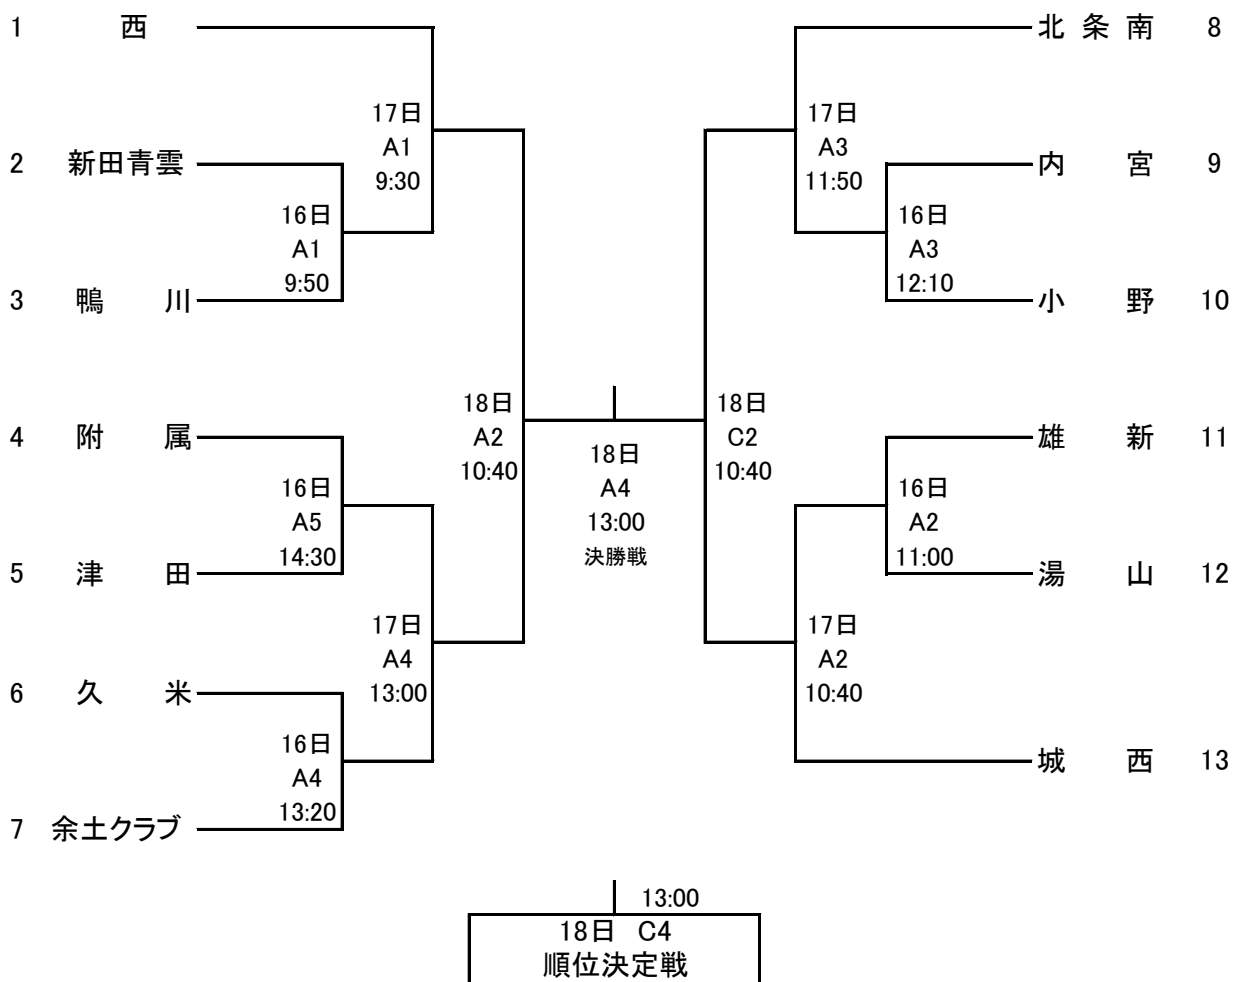 1 西
北条南 8
17日
A1
9:30
17日
A3
11:50
2 新田青雲
内宮 9
16日
A1
9:50
16日
A3
12:10
3 鴨川
小野 10
18日
A2
10:40
18日
A4
13:00
決勝戦
18日
C2
10:40
4 附属
雄新 11
16日
A5
14:30
16日
A2
11:00
5 津田
湯山 12
17日
A4
13:00
17日
A2
10:40
6 久米
16日
A4
13:20
城西 13
7 余土クラブ
13:00
18日 C4
順位決定戦